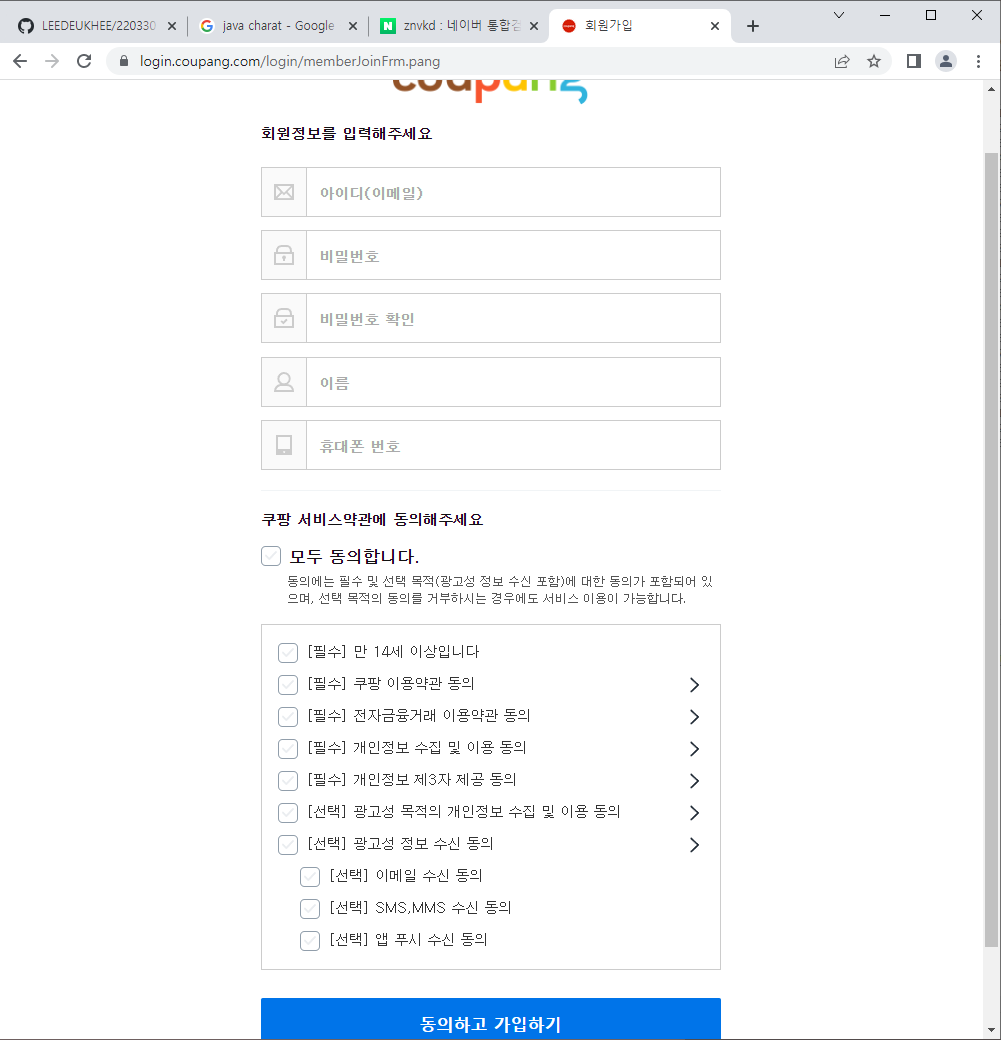 LEEDEUKHEE/220330
java charat - Google
znvkd : 네이버 통합검
회원가입
login.coupang.com/login/memberJoinFrm.pang
coupang
회원정보를 입력해주세요
아이디(이메일)
비밀번호
비밀번호 확인
이름
휴대폰 번호
쿠팡 서비스약관에 동의해주세요
모두 동의합니다.
동의에는 필수 및 선택 목적(광고성 정보 수신 포함)에 대한 동의가 포함되어 있
으며, 선택 목적의 동의를 거부하시는 경우에도 서비스 이용이 가능합니다.
[필수] 만 14세 이상입니다
[필수] 쿠팡 이용약관 동의
[필수] 전자금융거래 이용약관 동의
[필수] 개인정보 수집 및 이용 동의
[필수] 개인정보 제3자 제공 동의
[선택] 광고성 목적의 개인정보 수집 및 이용 동의
[선택] 광고성 정보 수신 동의
[선택] 이메일 수신 동의
[선택] SMS,MMS 수신 동의
[선택] 앱 푸시 수신 동의
동의하고 가입하기